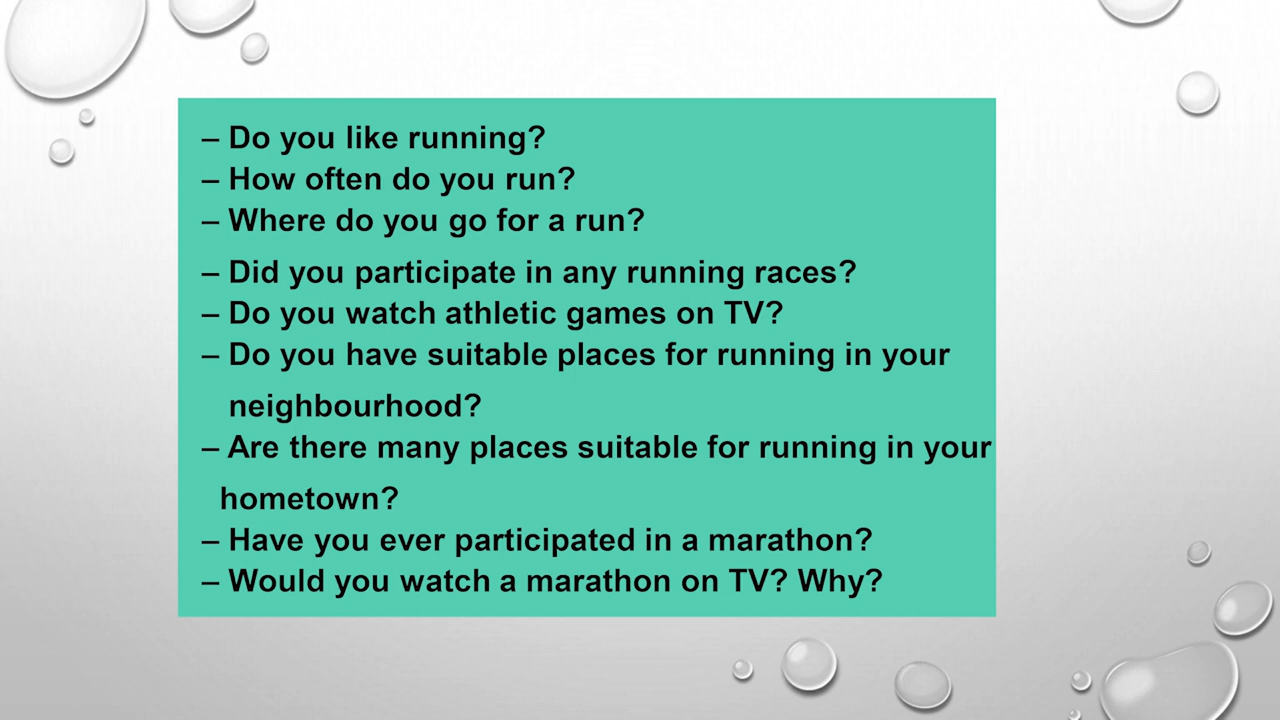 – Do you like running?
– How often do you run?
– Where do you go for a run?
– Did you participate in any running races?
– Do you watch athletic games on TV?
– Do you have suitable places for running in your
neighbourhood?
– Are there many places suitable for running in your
hometown?
– Have you ever participated in a marathon?
– Would you watch a marathon on TV? Why?